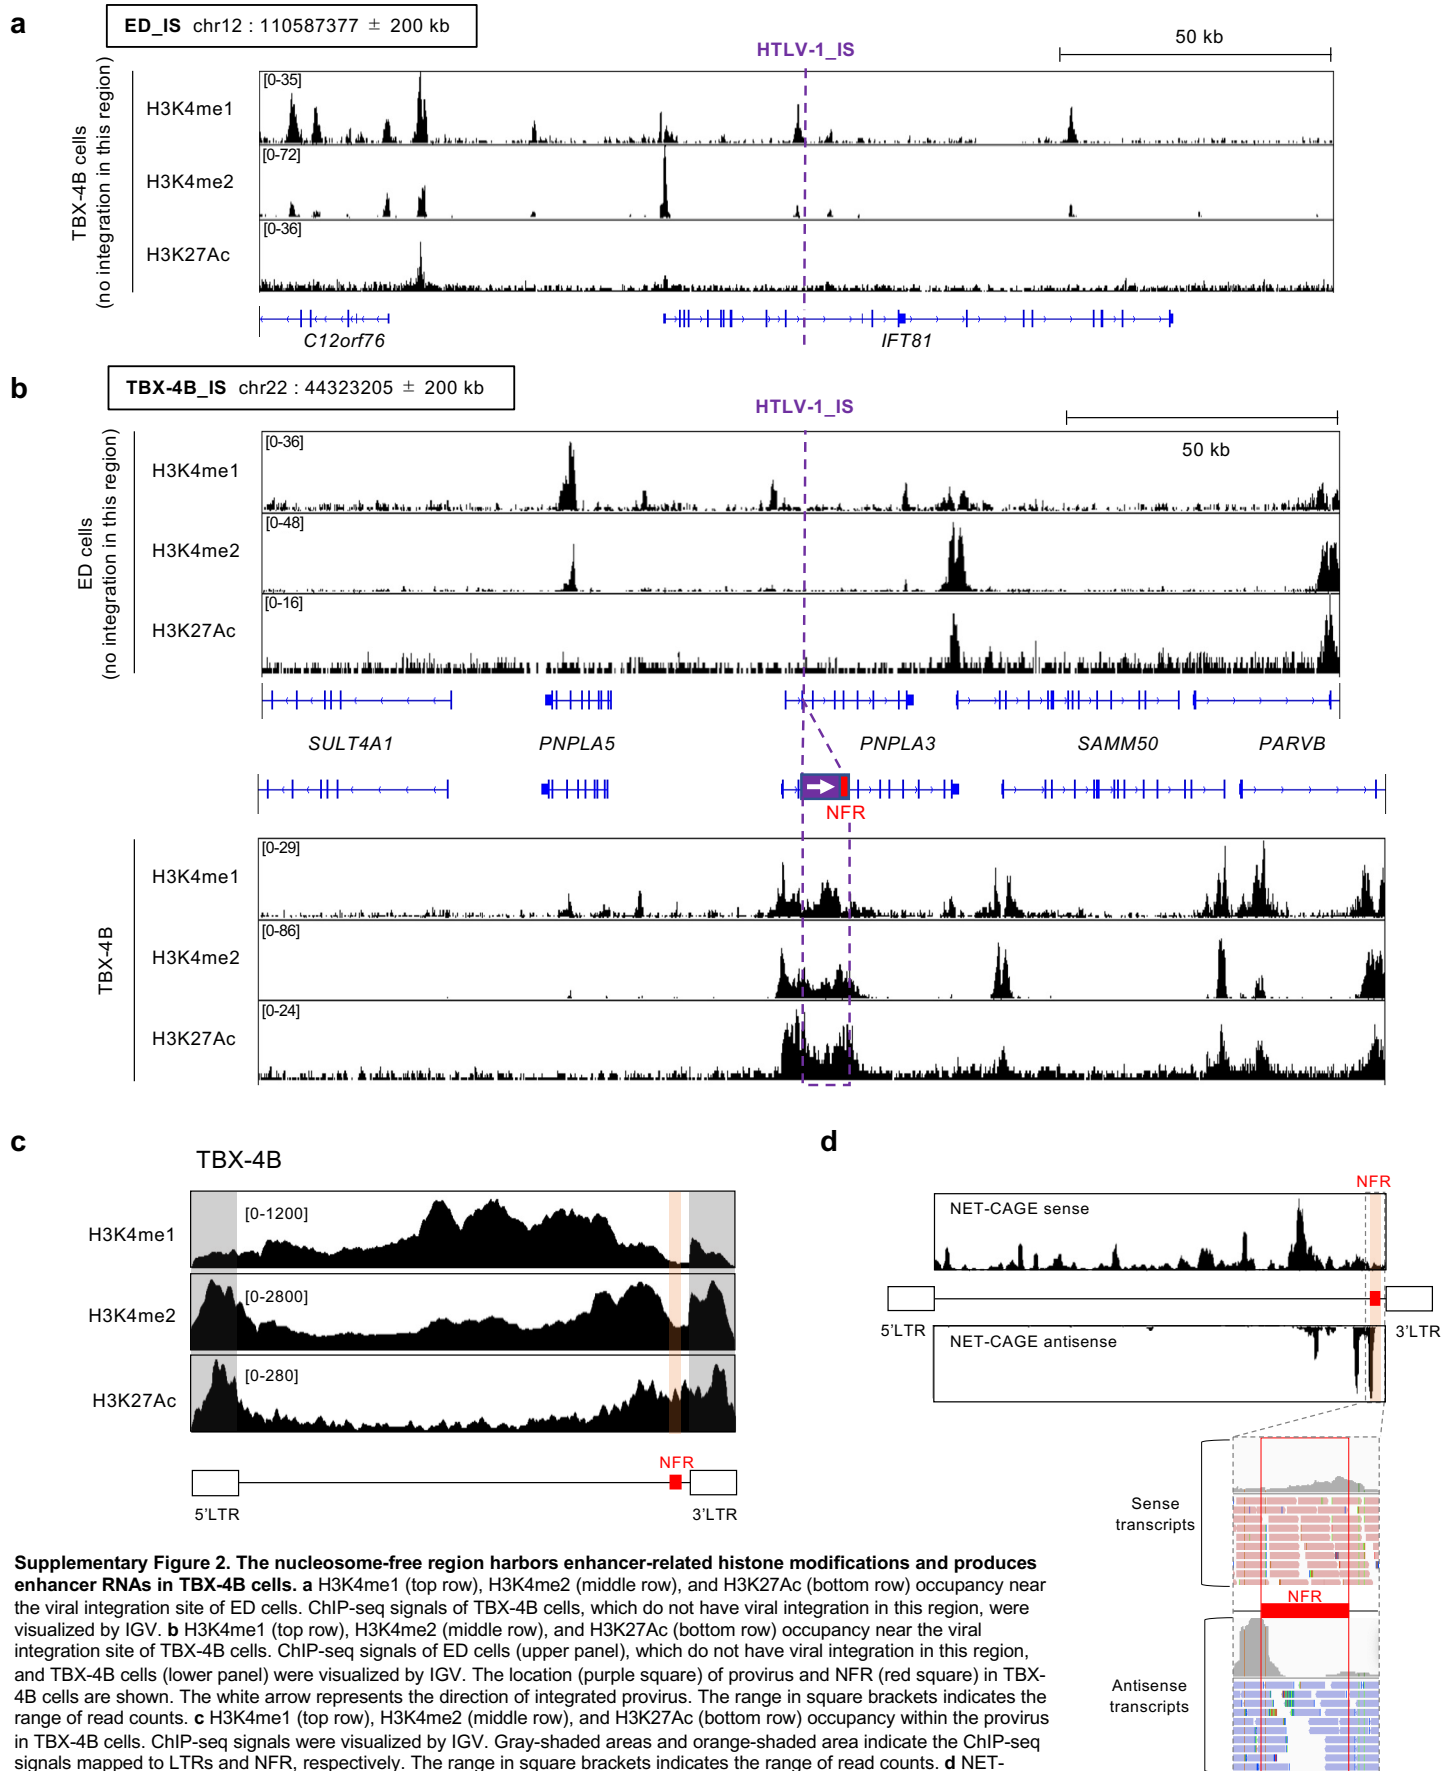 a
ED_IS chr12 : 110587377 ± 200 kb
HTLV-1_IS
50 kb
TBX-4B cells
(no integration in this region)
H3K4me1
[0-35]
H3K4me2
[0-72]
H3K27Ac
[0-36]
C12orf76
IFT81
b
TBX-4B_IS chr22 : 44323205 ± 200 kb
HTLV-1_IS
50 kb
ED cells
(no integration in this region)
H3K4me1
[0-36]
H3K4me2
[0-48]
H3K27Ac
[0-16]
SULT4A1
PNPLA5
PNPLA3
SAMM50
PARVB
NFR
TBX-4B
H3K4me1
[0-29]
H3K4me2
[0-86]
H3K27Ac
[0-24]
c
TBX-4B
H3K4me1
[0-1200]
H3K4me2
[0-2800]
H3K27Ac
[0-280]
NFR
5'LTR
3'LTR
d
NFR
NET-CAGE sense
5'LTR
3'LTR
NET-CAGE antisense
Sense
transcripts
NFR
Antisense
transcripts
Supplementary Figure 2. The nucleosome-free region harbors enhancer-related histone modifications and produces
enhancer RNAs in TBX-4B cells. a H3K4me1 (top row), H3K4me2 (middle row), and H3K27Ac (bottom row) occupancy near
the viral integration site of ED cells. ChIP-seq signals of TBX-4B cells, which do not have viral integration in this region, were
visualized by IGV. b H3K4me1 (top row), H3K4me2 (middle row), and H3K27Ac (bottom row) occupancy near the viral
integration site of TBX-4B cells. ChIP-seq signals of ED cells (upper panel), which do not have viral integration in this region,
and TBX-4B cells (lower panel) were visualized by IGV. The location (purple square) of provirus and NFR (red square) in TBX-
4B cells are shown. The white arrow represents the direction of integrated provirus. The range in square brackets indicates the
range of read counts. c H3K4me1 (top row), H3K4me2 (middle row), and H3K27Ac (bottom row) occupancy within the provirus
in TBX-4B cells. ChIP-seq signals were visualized by IGV. Gray-shaded areas and orange-shaded area indicate the ChIP-seq
signals mapped to LTRs and NFR, respectively. The range in square brackets indicates the range of read counts. d NET-